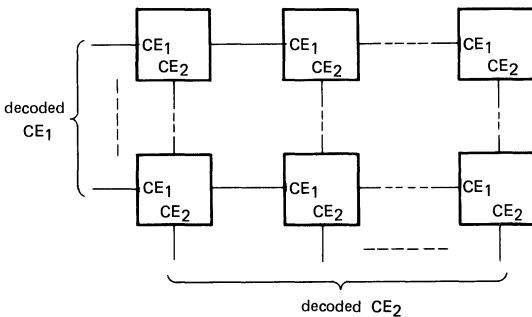 CE₁ CE₁ CE₁
CE₂ CE₂ CE₂
decoded
CE₁
CE₁ CE₁ CE₁
CE₂ CE₂ CE₂
decoded CE₂